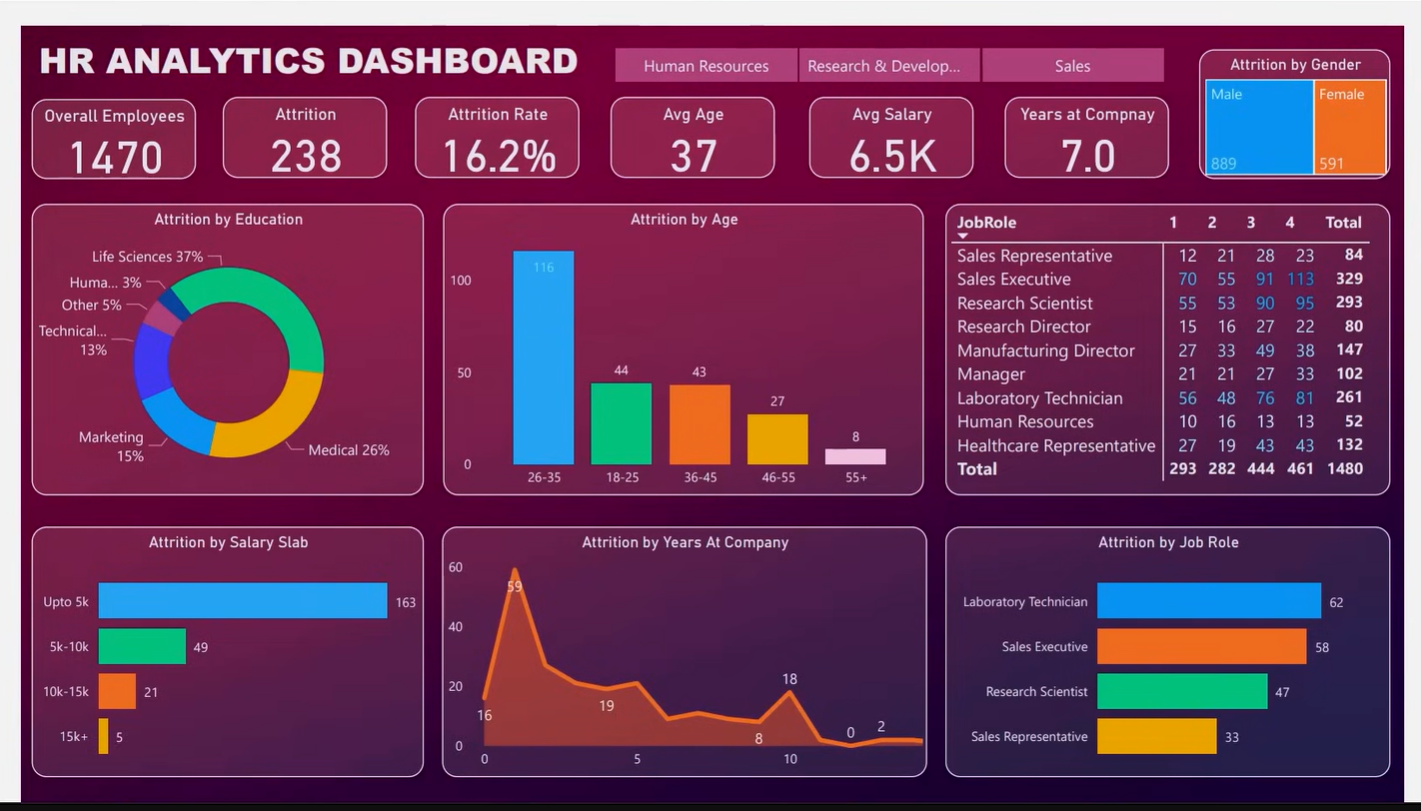 HR ANALYTICS DASHBOARD
Human Resources
Research & Develop...
Sales
Attrition by Gender
Male
Female
889
591
Overall Employees
1470
Attrition
238
Attrition Rate
16.2%
Avg Age
37
Avg Salary
6.5K
Years at Compnay
7.0
Attrition by Education
Life Sciences 37%
Huma... 3%
Other 5%
Technical...
13%
Marketing
15%
Medical 26%
Attrition by Age
100
50
0
116
44
43
27
8
26-35
18-25
36-45
46-55
55+
JobRole 1 2 3 4 Total
Sales Representative 12 21 28 23 84
Sales Executive 70 55 91 113 329
Research Scientist 55 53 90 95 293
Research Director 15 16 27 22 80
Manufacturing Director 27 33 49 38 147
Manager 21 21 27 33 102
Laboratory Technician 56 48 76 81 261
Human Resources 10 16 13 13 52
Healthcare Representative 27 19 43 43 132
Total 293 282 444 461 1480
Attrition by Salary Slab
Upto 5k 163
5k-10k 49
10k-15k 21
15k+ 5
Attrition by Years At Company
60
40
20
0
59
16
19
8
18
0
2
0
5
10
Attrition by Job Role
Laboratory Technician 62
Sales Executive 58
Research Scientist 47
Sales Representative 33